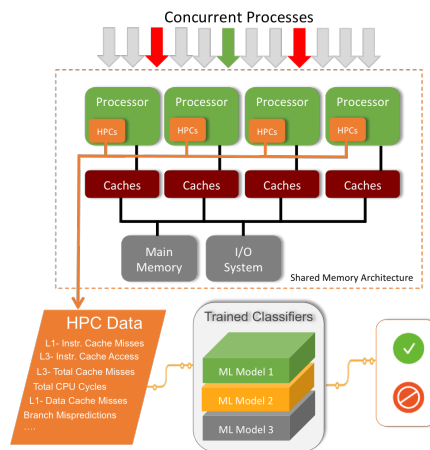 Concurrent Processes
Processor Processor Processor Processor
HPCs HPCs HPCs HPCs
Caches Caches Caches Caches
Main
Memory
I/O
System
Shared Memory Architecture
HPC Data
L1- Instr. Cache Misses
L3- Instr. Cache Access
L3- Total Cache Misses
Total CPU Cycles
L1- Data Cache Misses
Branch Mispredictions
....
Trained Classifiers
ML Model 1
ML Model 2
ML Model 3